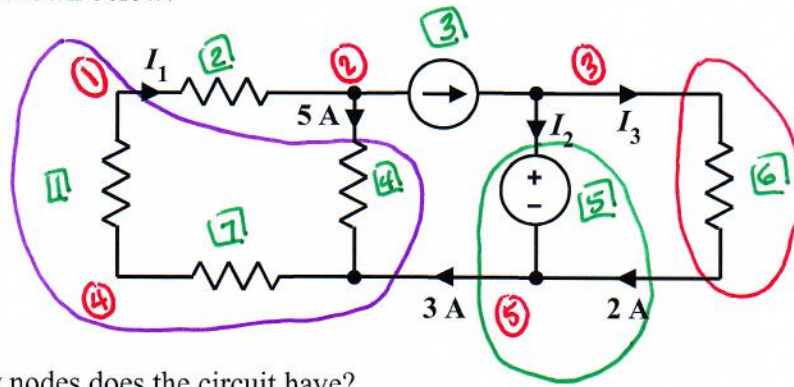 3
① I₁ 2 ② ③
5 A I₂ I₃
1 4 + − 5 6
7
④ 3 A ⑤ 2 A
nodes does the circuit have?